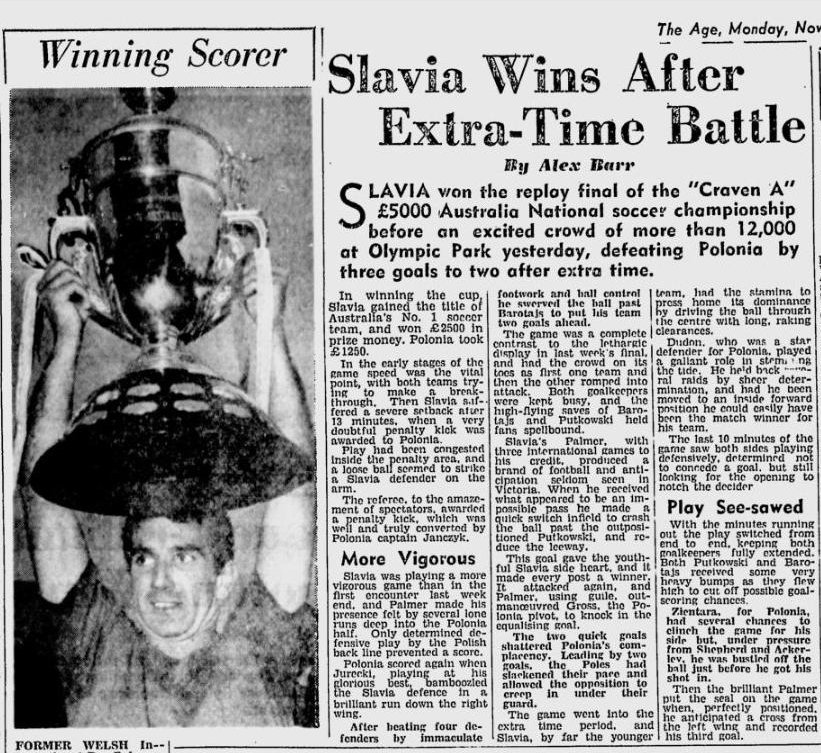 The Age, Monday, Nov
Winning Scorer
FORMER WELSH In--
Slavia Wins After
Extra-Time Battle
By Alex Barr
SLAVIA won the replay final of the "Craven A"
£5000 Australia National soccer championship
before an excited crowd of more than 12,000
at Olympic Park yesterday, defeating Polonia by
three goals to two after extra time.
In winning the cup,
Slavia gained the title of
Australia's No. 1 soccer
team, and won £2500 in
prize money. Polonia took
£1250.
In the early stages of the
game speed was the vital
point, with both teams try-
ing to make a break-
through. Then Slavia suf-
fered a severe setback after
13 minutes, when a very
doubtful penalty kick was
awarded to Polonia.
Play had been congested
inside the penalty area, and
a loose ball seemed to strike
a Slavia defender on the
arm.
The referee, to the amaze-
ment of spectators, awarded
a penalty kick, which was
well and truly converted by
Polonia captain Janczyk.
More Vigorous
Slavia was playing a more
vigorous game than in the
first encounter last week
end, and Palmer made his
presence felt by several lone
runs deep into the Polonia
half. Only determined de-
fensive play by the Polish
back line prevented a score.
Polonia scored again when
Jurecki, playing at his
glorious best, bamboozled
the Slavia defence in a
brilliant run down the right
wing.
After beating four de-
fenders by immaculate
footwork and ball control
he swerved the ball past
Barotajs to put his team
two goals ahead.
The game was a complete
contrast to the lethargic
display in last week's final,
and had the crowd on its
toes as first one team and
then the other romped into
attack. Both goalkeepers
were kept busy, and the
high-flying saves of Baro-
tajs and Putkowski held
fans spellbound.
Slavia's Palmer, with
three international games to
his credit, produced a
brand of football and anti-
cipation seldom seen in
Victoria. When he received
what appeared to be an im-
possible pass he made a
quick switch infield to crash
the ball past the outposi-
tioned Putkowski, and re-
duce the leeway.
This goal gave the youth-
ful Slavia side heart, and it
made every post a winner.
It attacked again, and
Palmer, using guile, out-
manœuvred Gross, the Po-
lonia pivot, to knock in the
equalising goal.
The two quick goals
shattered Polonia's com-
placency. Leading by two
goals, the Poles had
slackened their pace and
allowed the opposition to
creep in under their
guard.
The game went into the
extra time period, and
Slavia, by far the younger
team, had the stamina to
press home its dominance
by driving the ball through
the centre with long, raking
clearances.
Dudon, who was a star
defender for Polonia, played
a gallant role in
the tide. He held back
raids by sheer deter-
mination, and had he been
moved to an inside forward
position he could easily have
been the match winner for
his team.
The last 10 minutes of the
game saw both sides playing
defensively, determined not
to concede a goal, but still
looking for the opening to
notch the decider
Play See-sawed
With the minutes running
out the play switched from
end to end, keeping both
goalkeepers fully extended.
Both Putkowski and Baro-
tajs received some very
heavy bumps as they flew
high to cut off possible goal-
scoring chances.
Zientara, for Polonia,
had several chances to
clinch the game for his
side but, under pressure
from Shepherd and Acker-
ley, he was bustled off the
ball just before he got his
shot in.
Then the brilliant Palmer
put the seal on the game
when, perfectly positioned,
he anticipated a cross from
the left wing and recorded
his third goal.